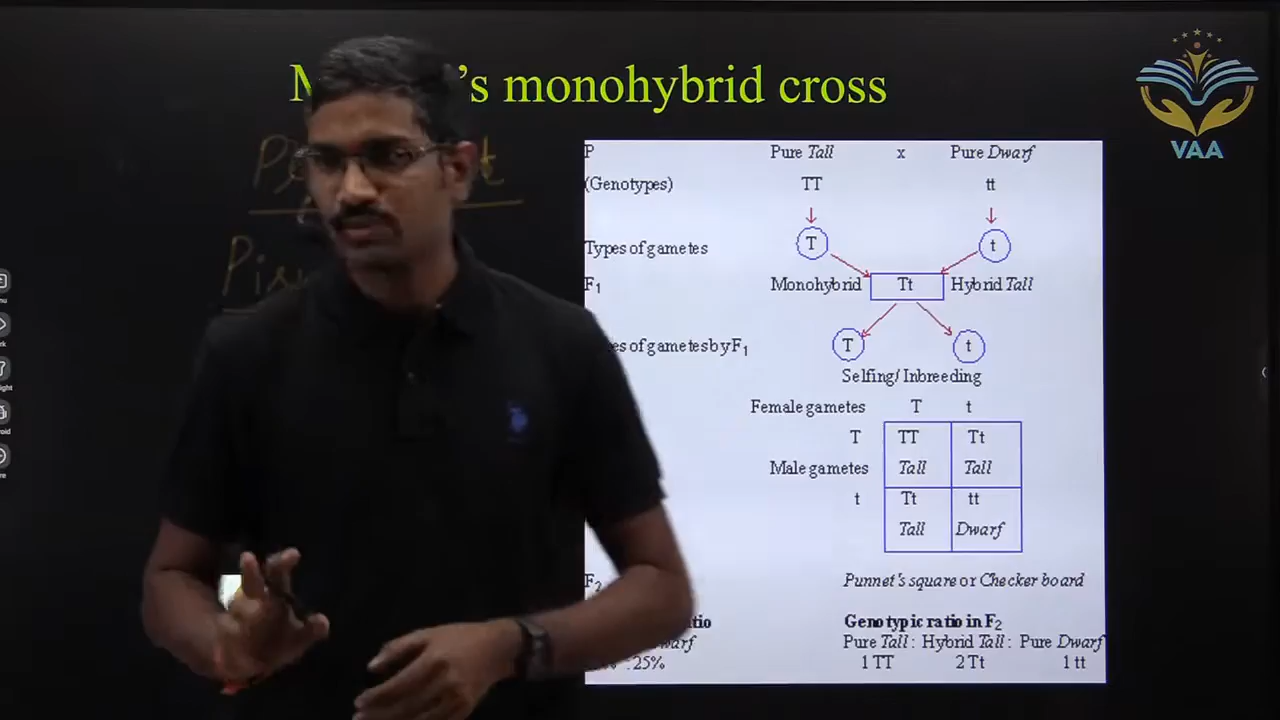 's monohybrid cross
VAA
P Pure Tall x Pure Dwarf
(Genotypes) TT tt
Types of gametes T t
F1 Monohybrid Tt Hybrid Tall
of gametes by F1 T t
Selfing/ Inbreeding
Female gametes T t
T TT Tt
Male gametes Tall Tall
t Tt tt
Tall Dwarf
F2 Punnet's square or Checker board
Genotypic ratio in F2
Pure Tall : Hybrid Tall : Pure Dwarf
: 25% 1 TT 2 Tt 1 tt